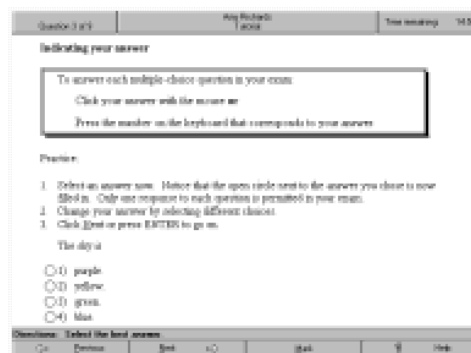 Question 3 of 9
Amy Richards
Tutorial
Time remaining 14:5
Indicating your answer
To answer each multiple-choice question in your exam:
Click your answer with the mouse or
Press the number on the keyboard that corresponds to your answer
Practice:
1. Select an answer now. Notice that the open circle next to the answer you chose is now
filled in. Only one response to each question is permitted in your exam.
2. Change your answer by selecting different choices.
3. Click Next or press ENTER to go on.
The sky is
1) purple.
2) yellow.
3) green.
4) blue.
Directions: Select the best answer.
Previous Next Mark ? Help